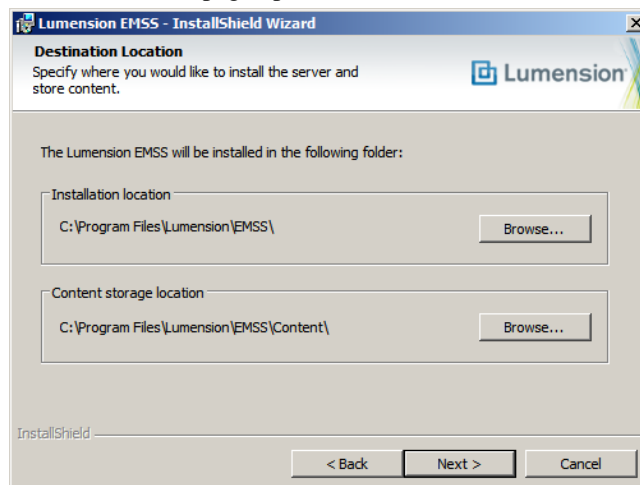 Lumension EMSS - InstallShield Wizard
Destination Location
Specify where you would like to install the server and
store content.
Lumension
The Lumension EMSS will be installed in the following folder:
Installation location
C:\Program Files\Lumension\EMSS\
Browse...
Content storage location
C:\Program Files\Lumension\EMSS\Content\
Browse...
InstallShield
< Back
Next >
Cancel